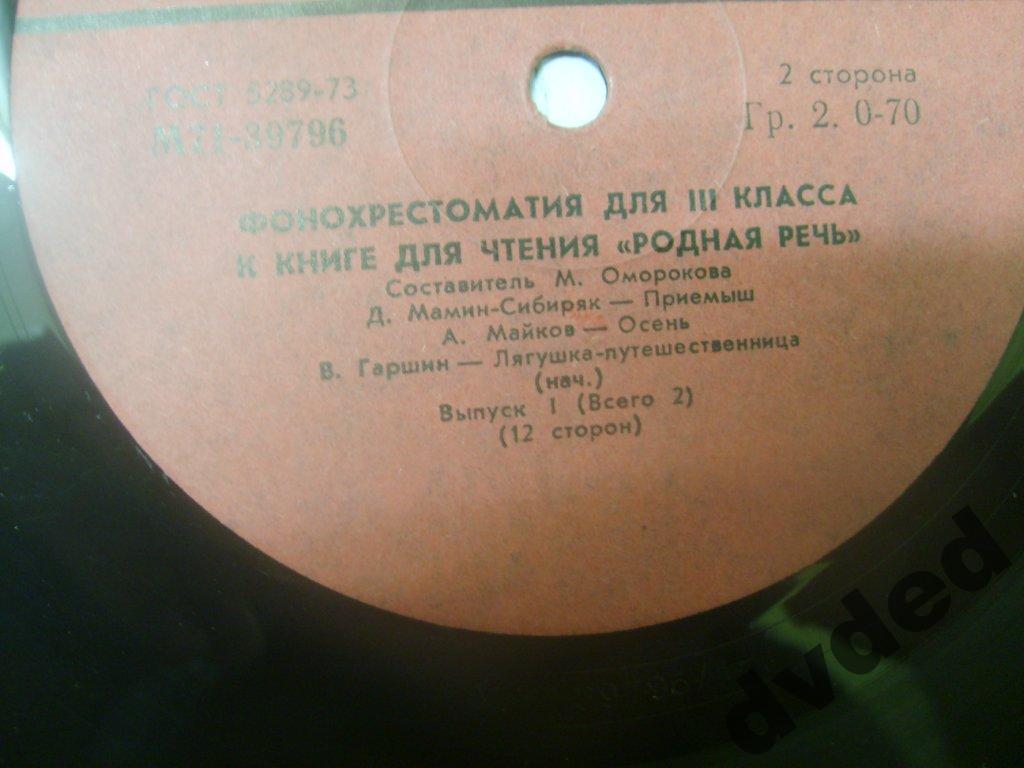 ГОСТ 5289-73
М71-39796
2 сторона
Гр. 2. 0-70
ФОНОХРЕСТОМАТИЯ ДЛЯ III КЛАССА
К КНИГЕ ДЛЯ ЧТЕНИЯ «РОДНАЯ РЕЧЬ»
Составитель М. Оморокова
Д. Мамин-Сибиряк — Приемыш
А. Майков — Осень
В. Гаршин — Лягушка-путешественница
(нач.)
Выпуск 1 (Всего 2)
(12 сторон)
dvded